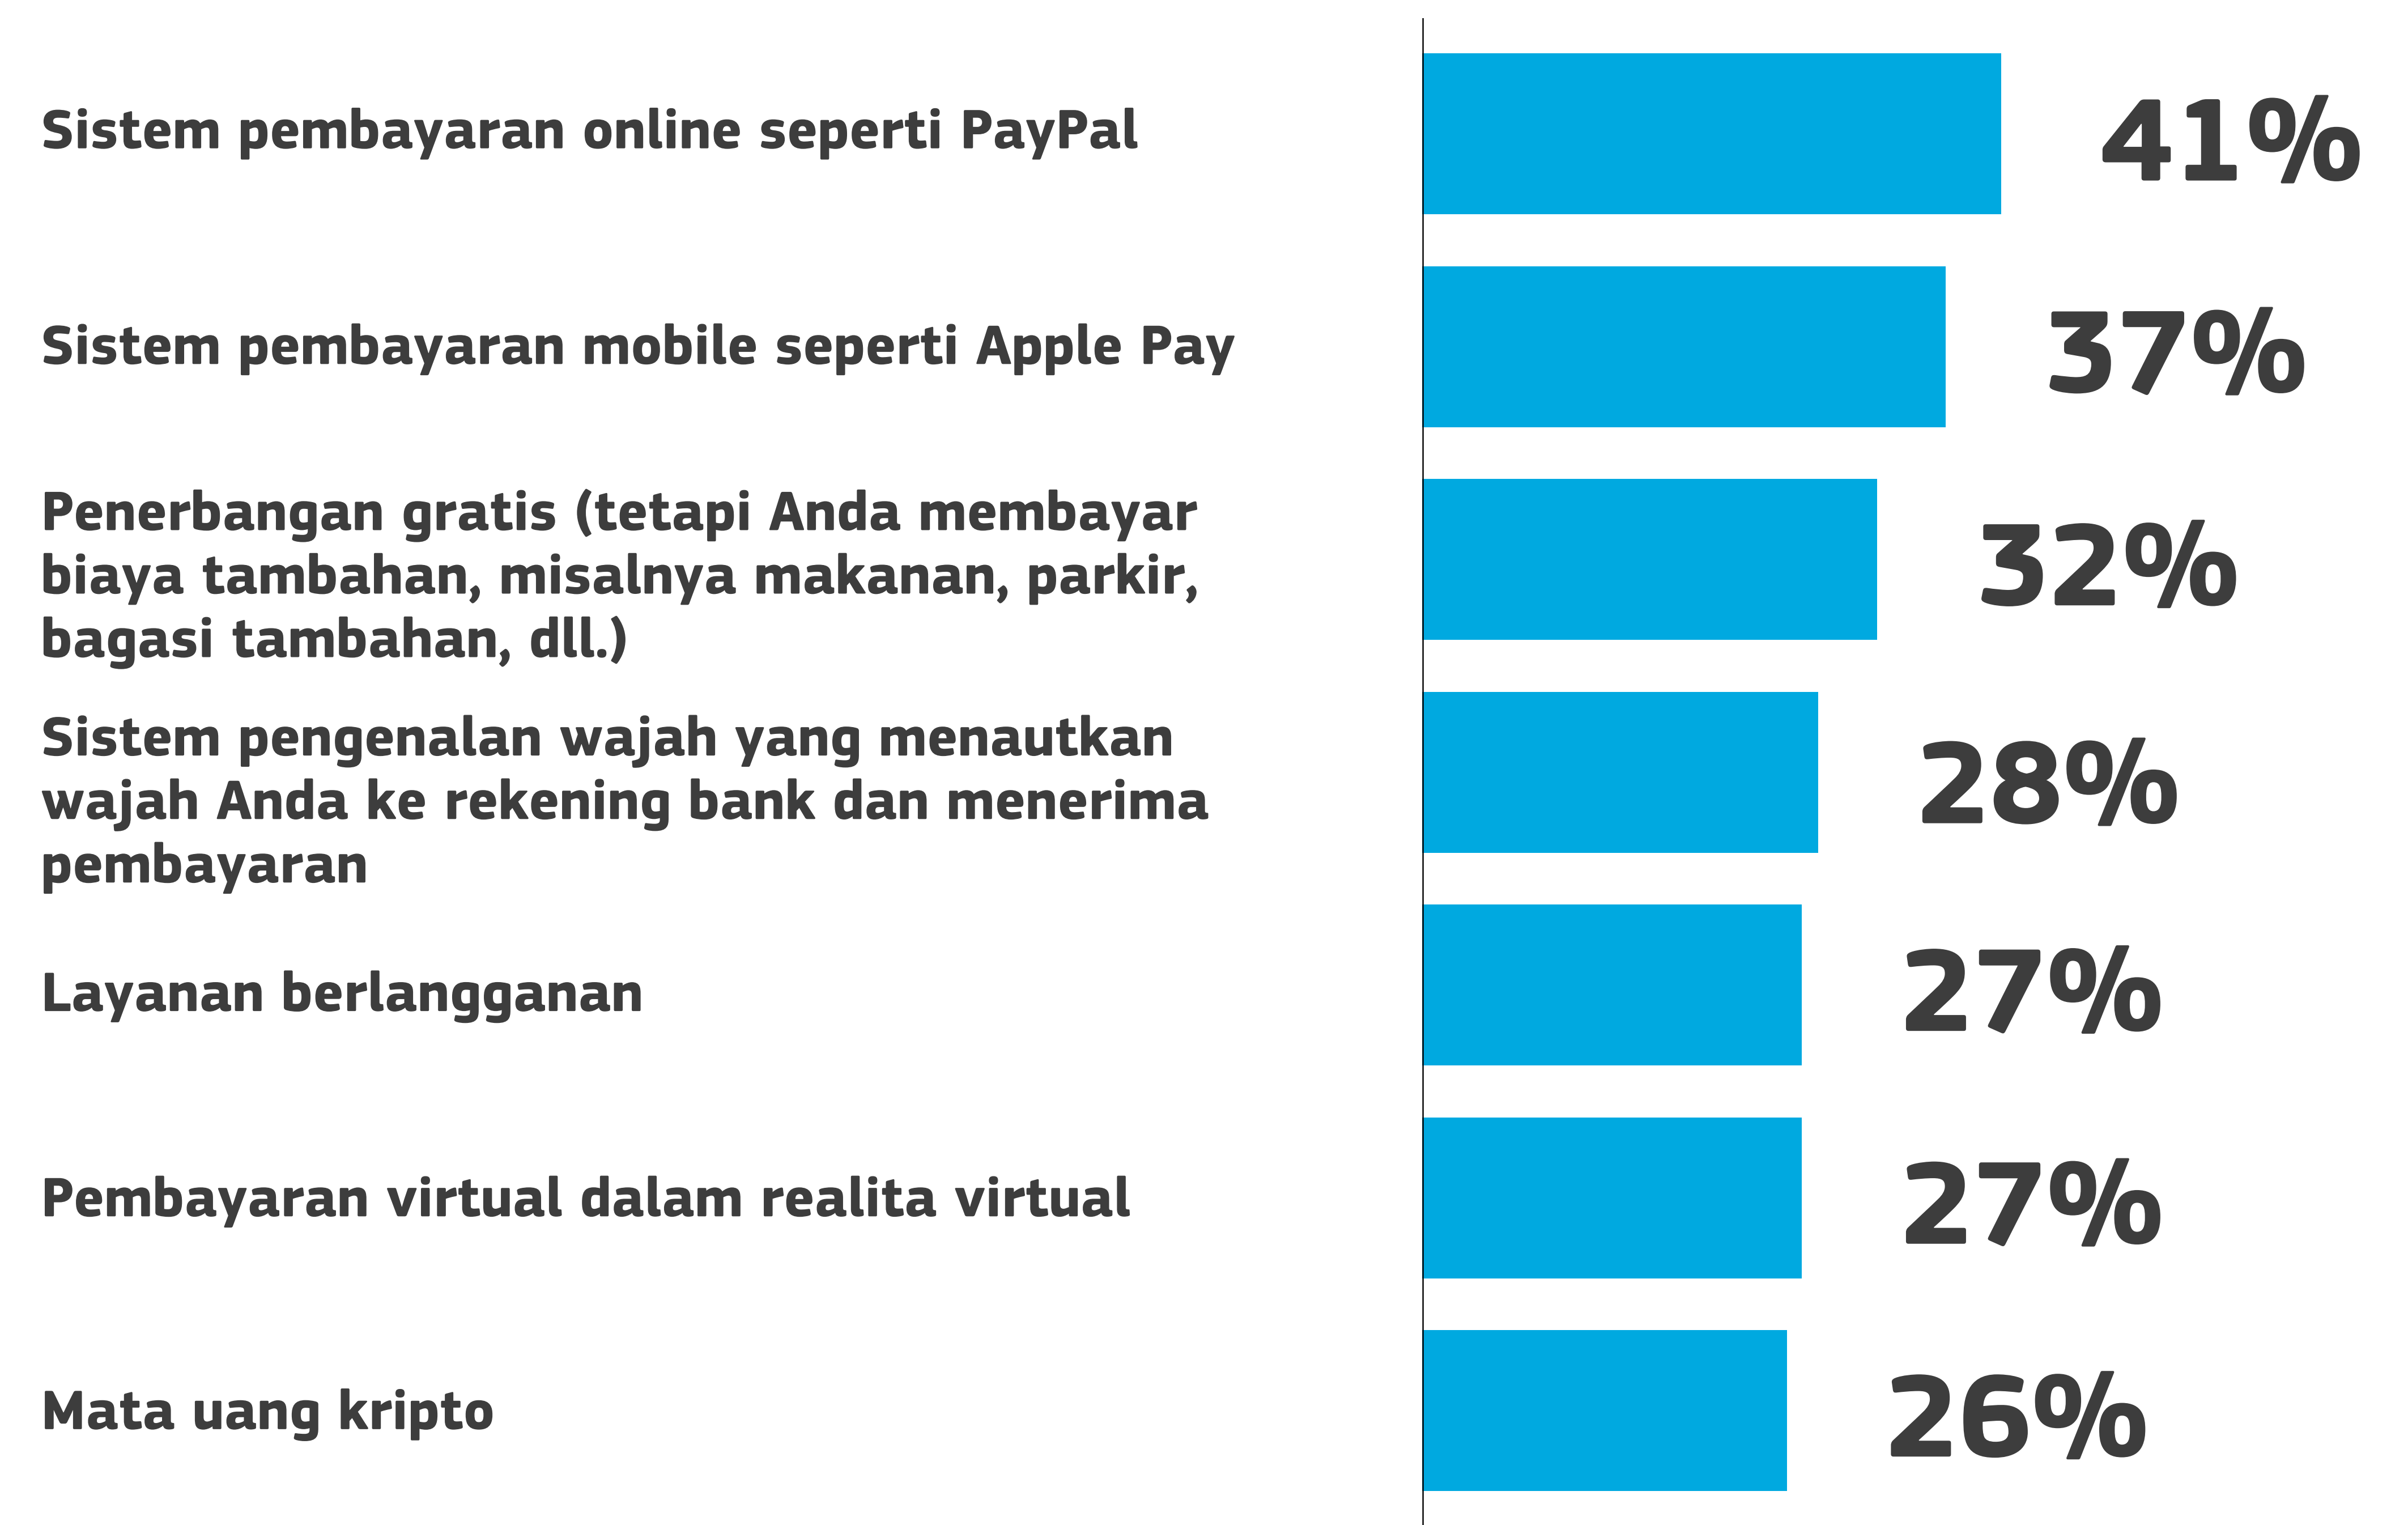 Sistem pembayaran online seperti PayPal
41%
Sistem pembayaran mobile seperti Apple Pay
37%
Penerbangan gratis (tetapi Anda membayar
biaya tambahan, misalnya makanan, parkir,
bagasi tambahan, dll.)
32%
Sistem pengenalan wajah yang menautkan
wajah Anda ke rekening bank dan menerima
pembayaran
28%
Layanan berlangganan
27%
Pembayaran virtual dalam realita virtual
27%
Mata uang kripto
26%